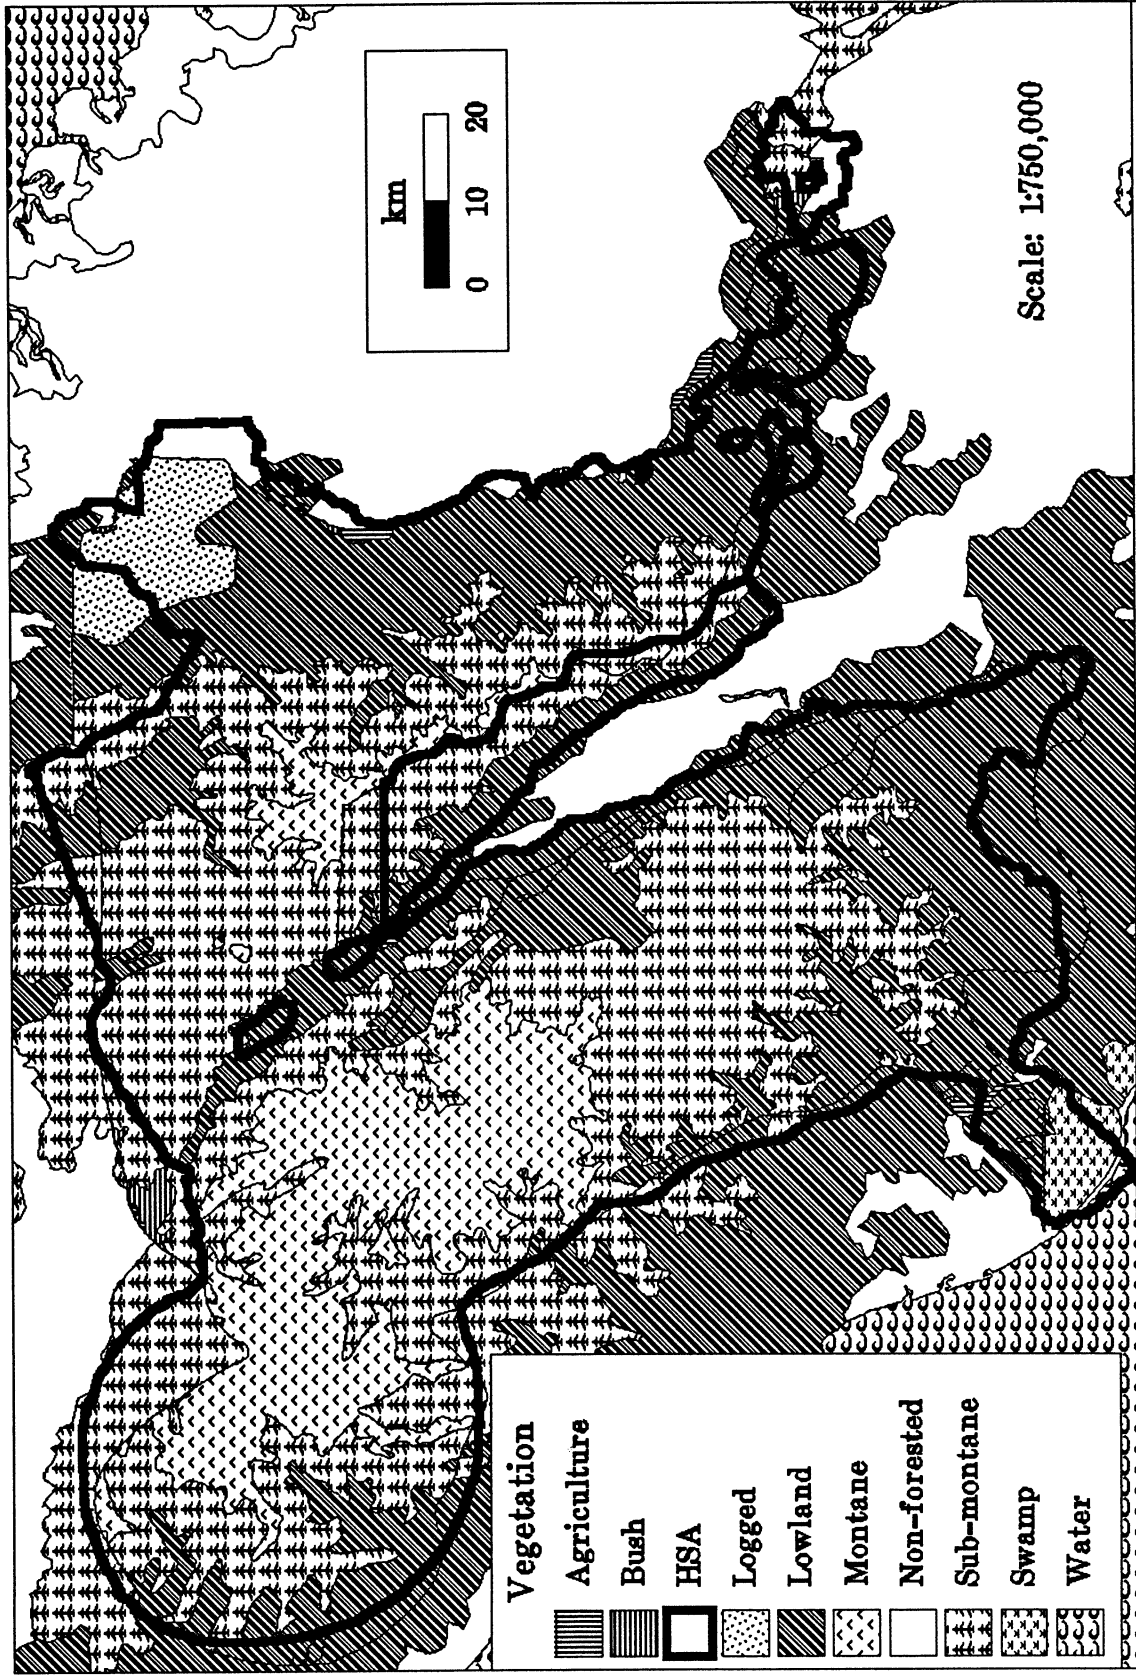 Vegetation
Agriculture
Bush
HSA
Logged
Lowland
Montane
Non-forested
Sub-montane
Swamp
Water
km
0 10 20
Scale: 1:750,000